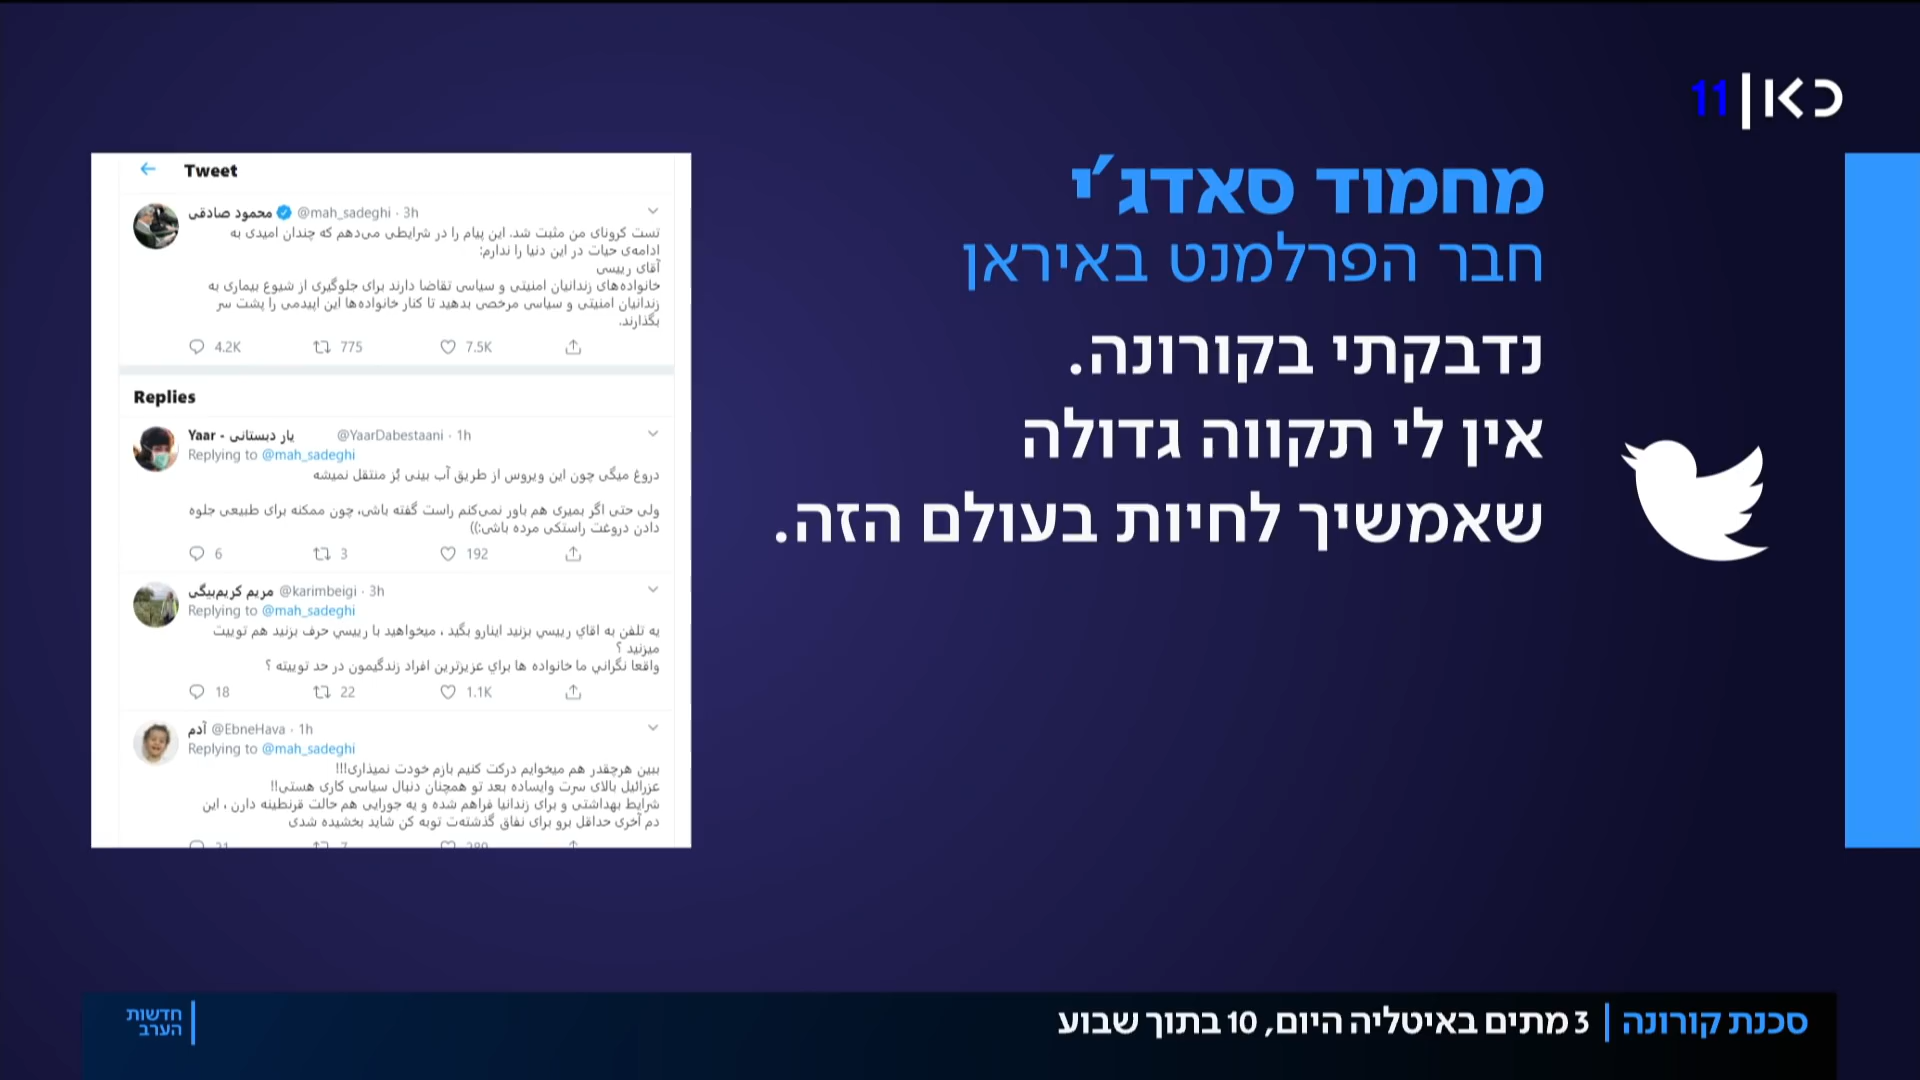 כאן | 11
מחמוד סאדג'י
חבר הפרלמנט באיראן
נדבקתי בקורונה.
אין לי תקווה גדולה
שאמשיך לחיות בעולם הזה.
Tweet
محمود صادقی @mah_sadeghi · 3h
تست کرونای من مثبت شد. این پیام را در شرایطی می‌دهم که چندان امیدی به
ادامه‌ی حیات در این دنیا را ندارم:
آقای رییسی
خانواده‌های زندانیان امنیتی و سیاسی تقاضا دارند برای جلوگیری از شیوع بیماری به
زندانیان امنیتی و سیاسی مرخصی بدهید تا کنار خانواده‌ها این اپیدمی را پشت سر
بگذارند.
4.2K 775 7.5K
Replies
Yaar - یار دبستانی @YaarDabestaani · 1h
Replying to @mah_sadeghi
دروغ میگی چون این ویروس از طریق آب بینی بُز منتقل نمیشه
ولی حتی اگر بمیری هم باور نمی‌کنم راست گفته باشی، چون ممکنه برای طبیعی جلوه
دادن دروغت راستکی مرده باشی:))
6 3 192
مریم کریم‌بیگی @karimbeigi · 3h
Replying to @mah_sadeghi
يه تلفن به اقاي رييسي بزنيد اينارو بگيد ، ميخواهيد با رييسي حرف بزنيد هم توييت
ميزنيد ؟
واقعا نگراني ما خانواده ها براي عزيزترين افراد زندگيمون در حد توييته ؟
18 22 1.1K
آدم @EbneHava · 1h
Replying to @mah_sadeghi
ببین هرچقدر هم میخوایم درکت کنیم بازم خودت نمیذاری!!!
عزرائیل بالای سرت وایساده بعد تو همچنان دنبال سیاسی کاری هستی!!
شرایط بهداشتی و برای زندانیا فراهم شده و یه جورایی هم حالت قرنطینه دارن ، این
دم آخری حداقل برو برای نفاق گذشته‌ت توبه کن شاید بخشیده شدی
21 7 289
סכנת קורונה | 3 מתים באיטליה היום, 10 בתוך שבוע
חדשות
הערב